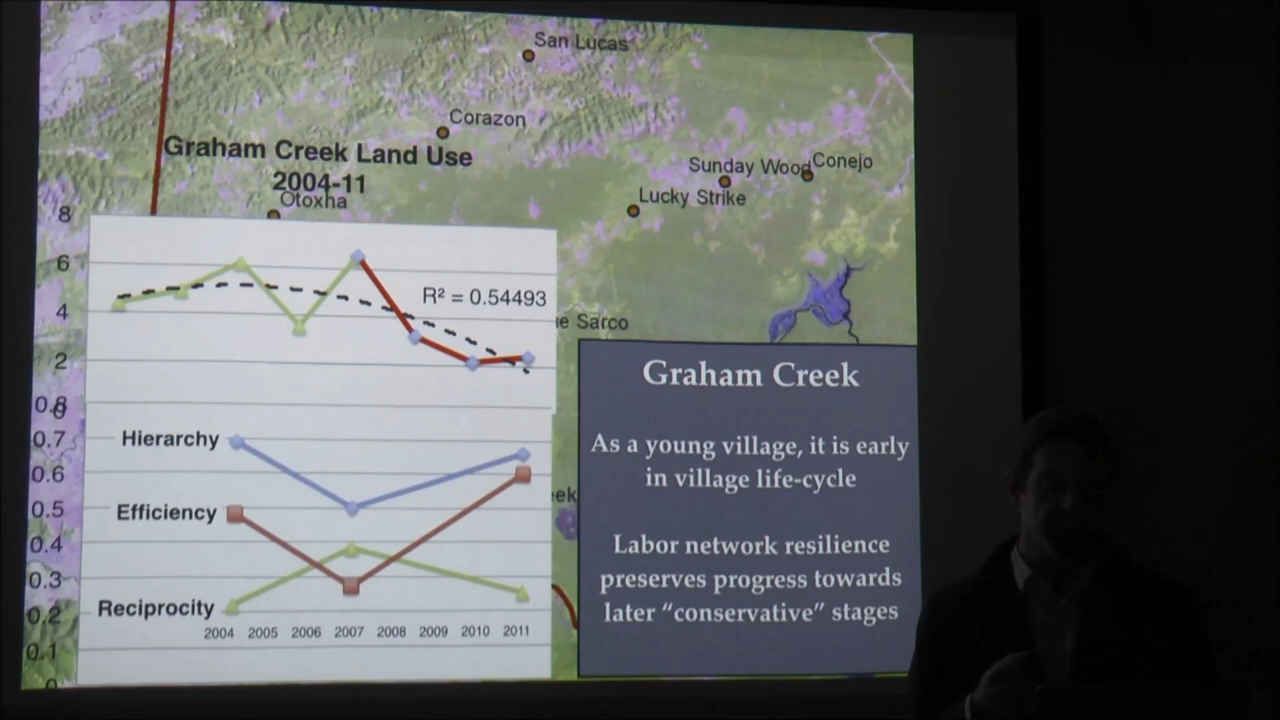 San Lucas
Corazon
Graham Creek Land Use
2004-11
Otoxha
Sunday Wood
Conejo
Lucky Strike
8
6
4
2
0
R² = 0.54493
Sarco
0.8
0.7
0.6
0.5
0.4
0.3
0.2
0.1
0
Hierarchy
Efficiency
Reciprocity
2004 2005 2006 2007 2008 2009 2010 2011
Graham Creek
As a young village, it is early
in village life-cycle
Labor network resilience
preserves progress towards
later “conservative” stages